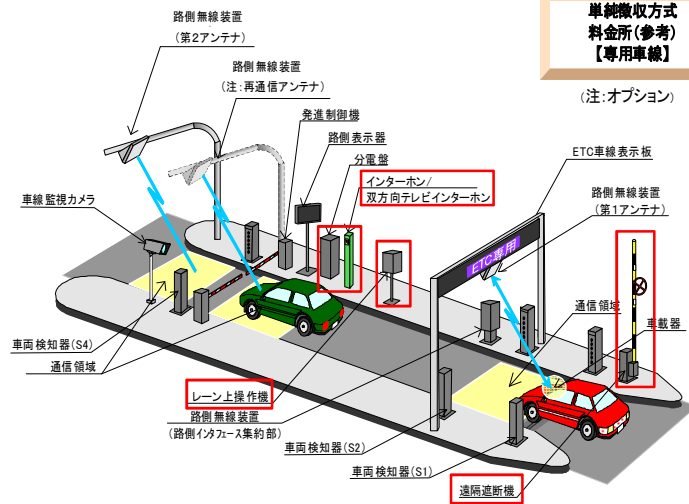 単純徴収方式
料金所(参考)
【専用車線】
(注:オプション)
路側無線装置
(第2アンテナ)
路側無線装置
(注:再通信アンテナ)
発進制御機
路側表示器
分電盤
インターホン/
双方向テレビインターホン
ETC車線表示板
路側無線装置
(第1アンテナ)
車線監視カメラ
ETC専用
通信領域
車載器
車両検知器(S4)
通信領域
レーン上操作機
路側無線装置
(路側インタフェース集約部)
車両検知器(S2)
車両検知器(S1)
遠隔遮断機